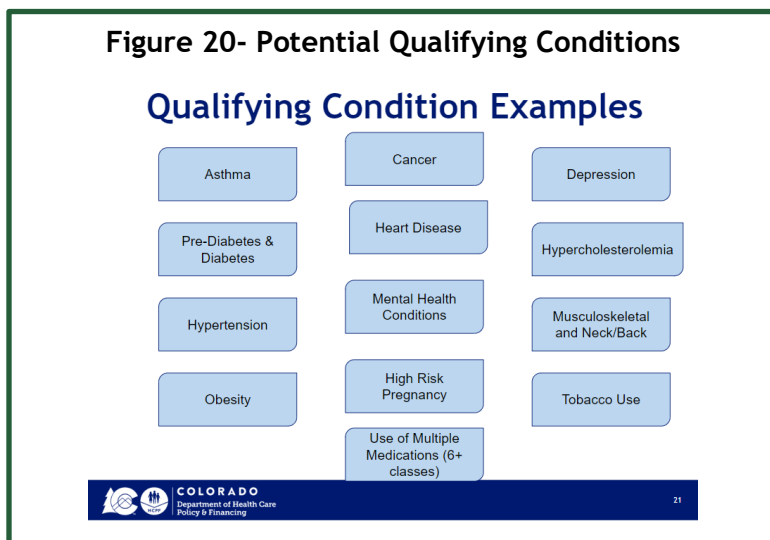 Figure 20- Potential Qualifying Conditions
Qualifying Condition Examples
Asthma
Cancer
Depression
Pre-Diabetes &
Diabetes
Heart Disease
Hypercholesterolemia
Hypertension
Mental Health
Conditions
Musculoskeletal
and Neck/Back
Obesity
High Risk
Pregnancy
Tobacco Use
Use of Multiple
Medications (6+
classes)
HCPF
COLORADO
Department of Health Care
Policy & Financing
21